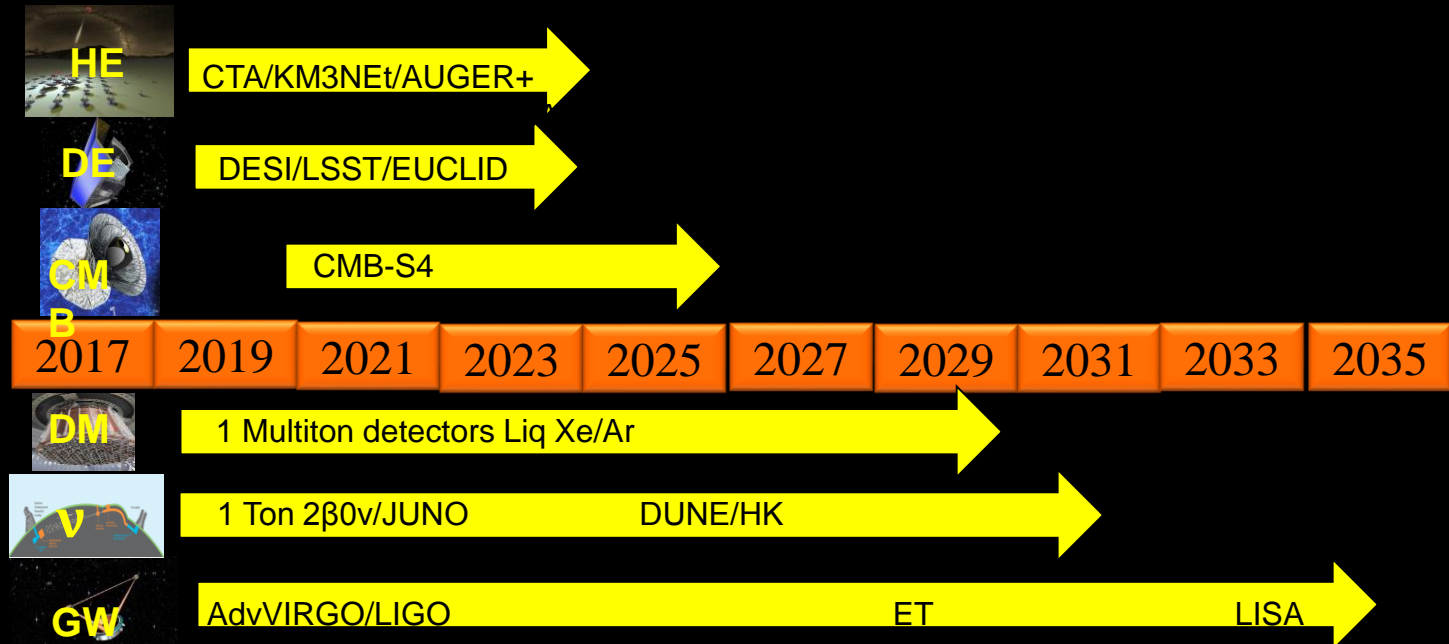 HE
CTA/KM3NEt/AUGER+
DE
DESI/LSST/EUCLID
CM
B
CMB-S4
2017 2019 2021 2023 2025 2027 2029 2031 2033 2035
DM
1 Multiton detectors Liq Xe/Ar
ν
1 Ton 2β0ν/JUNO DUNE/HK
GW
AdvVIRGO/LIGO ET LISA